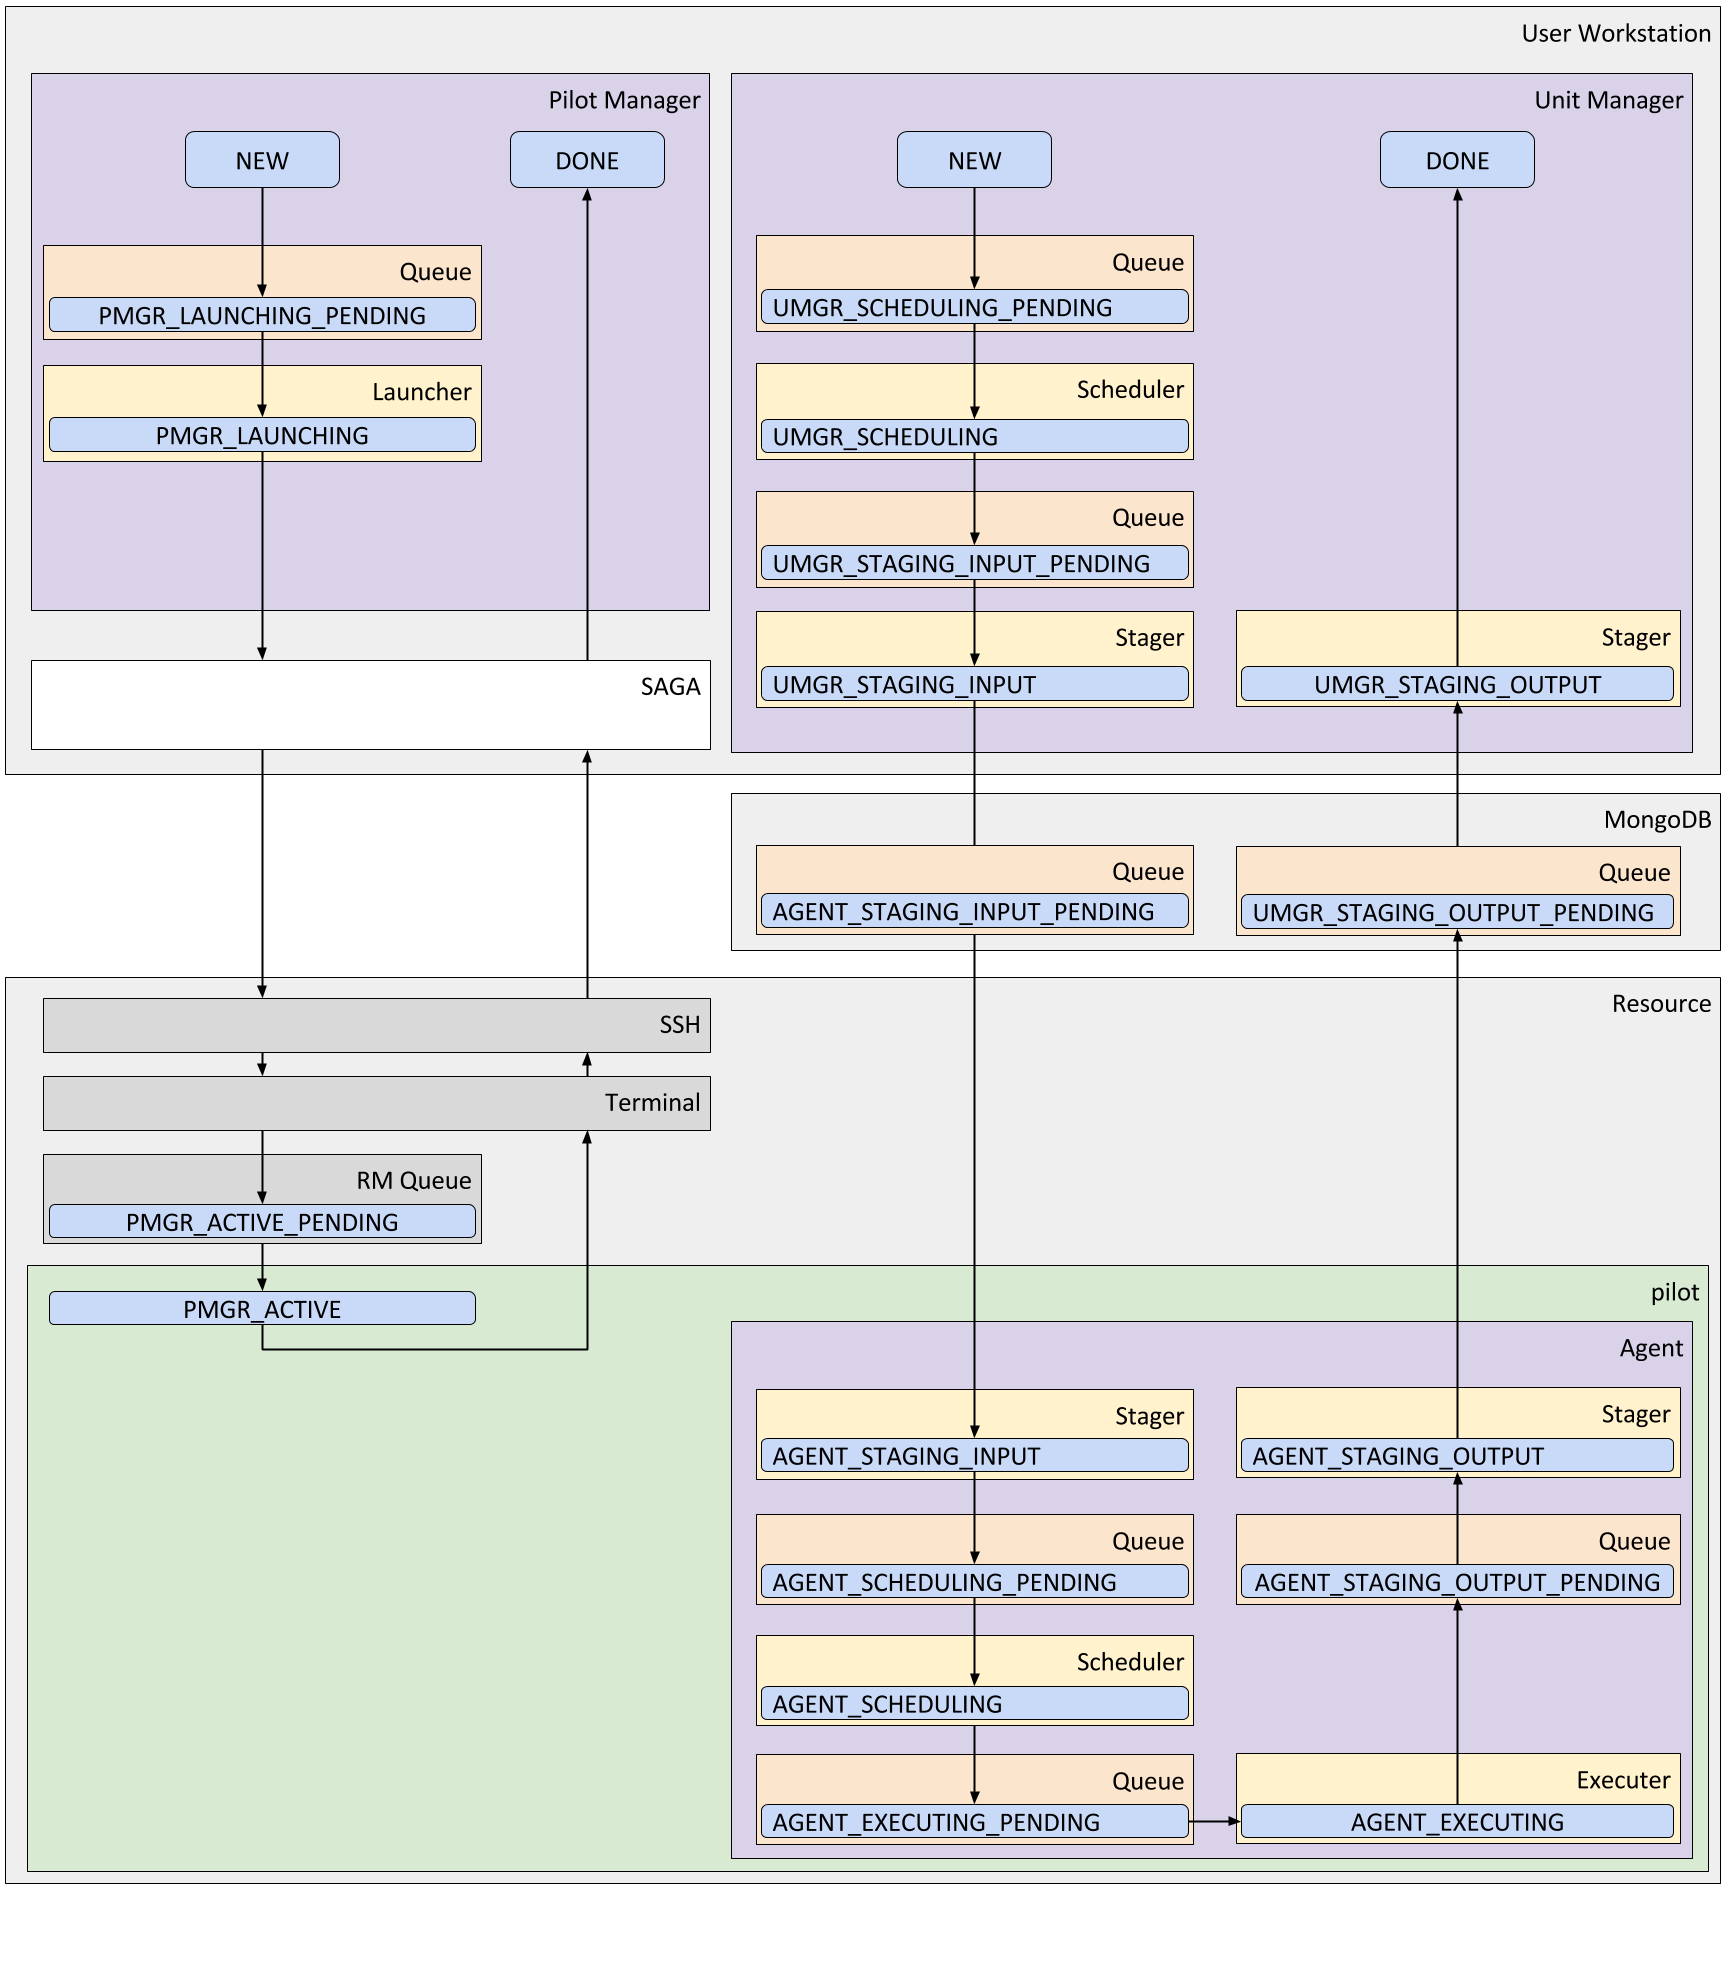 User Workstation
Pilot Manager
NEW
DONE
Queue
PMGR_LAUNCHING_PENDING
Launcher
PMGR_LAUNCHING
SAGA
Unit Manager
NEW
DONE
Queue
UMGR_SCHEDULING_PENDING
Scheduler
UMGR_SCHEDULING
Queue
UMGR_STAGING_INPUT_PENDING
Stager
UMGR_STAGING_INPUT
Stager
UMGR_STAGING_OUTPUT
MongoDB
Queue
AGENT_STAGING_INPUT_PENDING
Queue
UMGR_STAGING_OUTPUT_PENDING
Resource
SSH
Terminal
RM Queue
PMGR_ACTIVE_PENDING
pilot
PMGR_ACTIVE
Agent
Stager
AGENT_STAGING_INPUT
Stager
AGENT_STAGING_OUTPUT
Queue
AGENT_SCHEDULING_PENDING
Queue
AGENT_STAGING_OUTPUT_PENDING
Scheduler
AGENT_SCHEDULING
Queue
AGENT_EXECUTING_PENDING
Executer
AGENT_EXECUTING